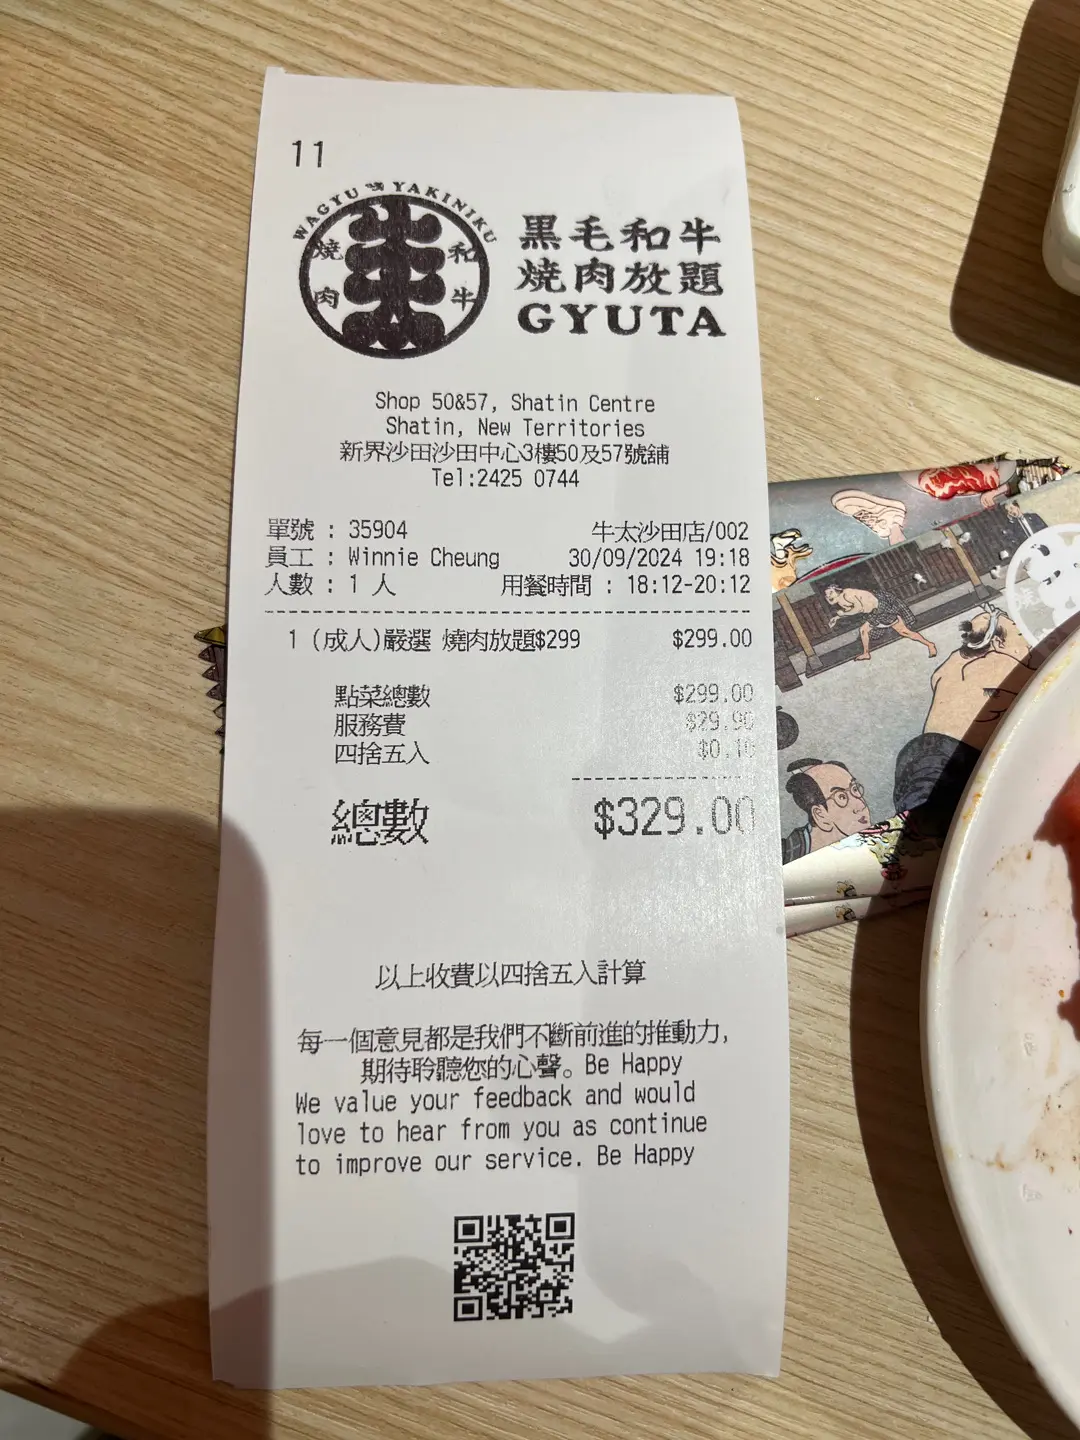 11
WAGYU YAKINIKU
燒肉 和牛
黑毛和牛
燒肉放題
GYUTA
Shop 50&57, Shatin Centre
Shatin, New Territories
新界沙田沙田中心3樓50及57號舖
Tel:2425 0744
單號 : 35904 牛太沙田店/002
員工 : Winnie Cheung 30/09/2024 19:18
人數 : 1 人 用餐時間 : 18:12-20:12
1 (成人)嚴選 燒肉放題$299 $299.00
點菜總數 $299.00
服務費 $29.90
四捨五入 $0.10
總數 $329.00
以上收費以四捨五入計算
每一個意見都是我們不斷前進的推動力,
期待聆聽您的心聲。Be Happy
We value your feedback and would
love to hear from you as continue
to improve our service. Be Happy